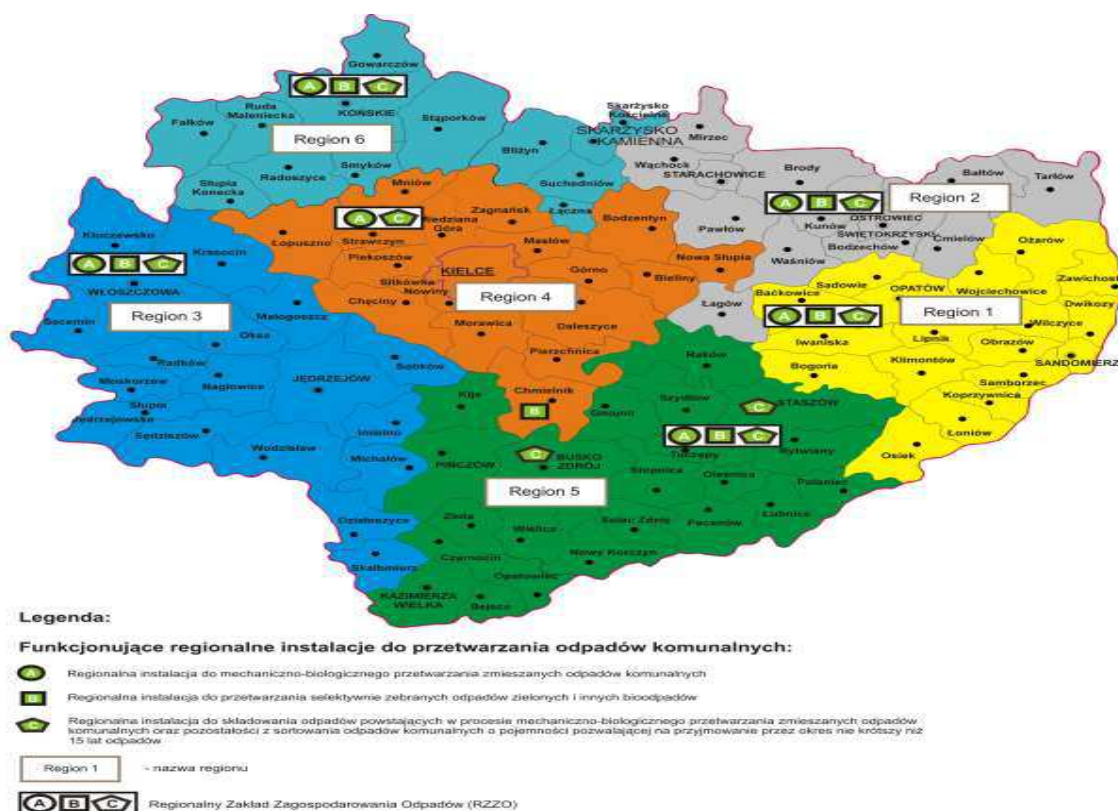 Gowarczów
A B C
KOŃSKIE
Ruda
Maleniecka
Fałków
Stąporków
Region 6
Radoszyce
Smyków
Słupia
Konecka
Bliżyn
Suchedniów
Łączna
Skarżysko
Kościelne
SKARŻYSKO
KAMIENNA
Mirzec
Wąchock
STARACHOWICE
Brody
A B C
Region 2
Bałtów
Tarłów
Pawłów
Kunów
OSTROWIEC
ŚWIĘTOKRZYSKI
Bodzechów
Ćmielów
Waśniów
Łagów
Mniów
A C
Miedziana
Góra
Zagnańsk
Bodzentyn
Łopuszno
Strawczyn
Masłów
Piekoszów
KIELCE
Górno
Nowa Słupia
Bieliny
Sitkówka
Nowiny
Chęciny
Region 4
Morawica
Daleszyce
Pierzchnica
Chmielnik
B
Kluczewsko
Krasocin
A B C
WŁOSZCZOWA
Region 3
Małogoszcz
Secemin
Oksa
Radków
Moskorzew
Nagłowice
JĘDRZEJÓW
Sobków
Słupia
Jędrzejowska
Sędziszów
Imielno
Wodzisław
Michałów
Działoszyce
Skalbmierz
Ożarów
Zawichost
Sadowie
OPATÓW
Wojciechowice
Baćkowice
Dwikozy
A B C
Region 1
Wilczyce
Iwaniska
Lipnik
Obrazów
SANDOMIERZ
Bogoria
Klimontów
Samborzec
Koprzywnica
Łoniów
Osiek
Raków
Kije
Gnojno
Szydłów
C
STASZÓW
A B C
Tuczępy
Rytwiany
PIŃCZÓW
C
BUSKO
ZDRÓJ
Stopnica
Oleśnica
Połaniec
Region 5
Łubnice
Pacanów
Solec Zdrój
Złota
Wiślica
Czarnocin
Nowy Korczyn
Opatowiec
KAZIMIERZA
WIELKA
Bejsce
Legenda:
Funkcjonujące regionalne instalacje do przetwarzania odpadów komunalnych:
A Regionalna instalacja do mechaniczno-biologicznego przetwarzania zmieszanych odpadów komunalnych
B Regionalna instalacja do przetwarzania selektywnie zebranych odpadów zielonych i innych bioodpadów
C Regionalna instalacja do składowania odpadów powstających w procesie mechaniczno-biologicznego przetwarzania zmieszanych odpadów
komunalnych oraz pozostałości z sortowania odpadów komunalnych o pojemności pozwalającej na przyjmowanie przez okres nie krótszy niż
15 lat odpadów
Region 1 - nazwa regionu
A B C Regionalny Zakład Zagospodarowania Odpadów (RZZO)